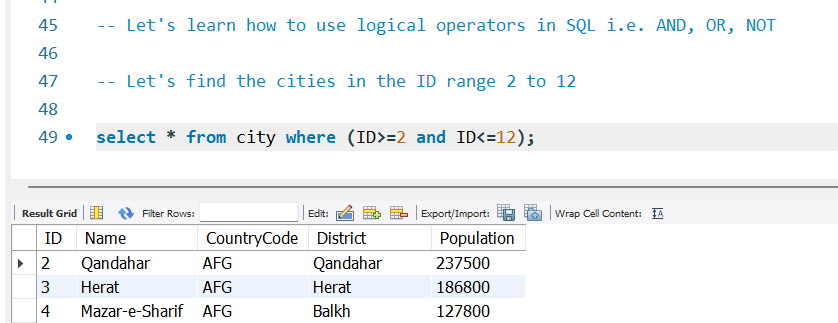 45 -- Let's learn how to use logical operators in SQL i.e. AND, OR, NOT
46
47 -- Let's find the cities in the ID range 2 to 12
48
49 select * from city where (ID>=2 and ID<=12);
Result Grid Filter Rows: Edit: Export/Import: Wrap Cell Content: IA
ID Name CountryCode District Population
2 Qandahar AFG Qandahar 237500
3 Herat AFG Herat 186800
4 Mazar-e-Sharif AFG Balkh 127800